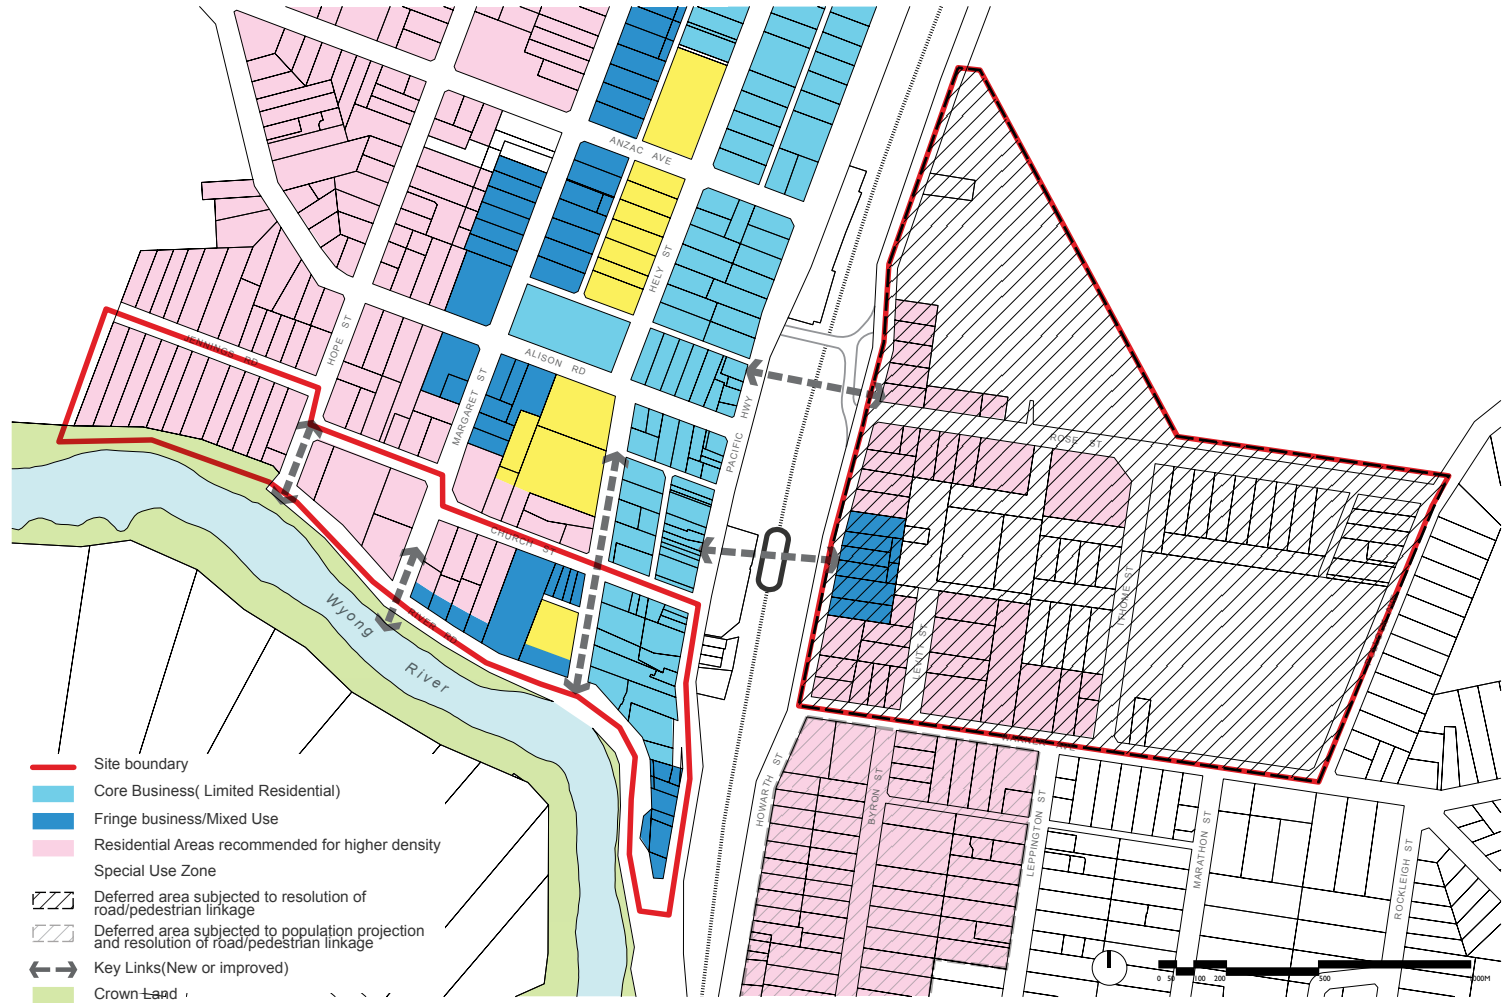 ANZAC AVE
HELY ST
HOPE ST
JENNINGS RD
ALISON RD
MARGARET ST
PACIFIC HWY
ROSE ST
CHURCH ST
THOME ST
LEVITT ST
RIVER RD
Wyong
River
HOWARTH ST
BYRON ST
LEPPINGTON ST
MARATHON ST
ROCKLEIGH ST
Site boundary
Core Business( Limited Residential)
Fringe business/Mixed Use
Residential Areas recommended for higher density
Special Use Zone
Deferred area subjected to resolution of
road/pedestrian linkage
Deferred area subjected to population projection
and resolution of road/pedestrian linkage
Key Links(New or improved)
Crown Land
0 50 100 200 500